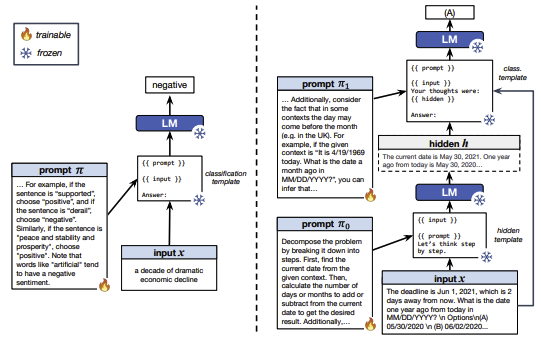 trainable
frozen
negative
LM
prompt π
... For example, if the
sentence is "supported",
choose "positive", and if
the sentence is "derail",
choose "negative".
Similarly, if the sentence is
"peace and stability and
prosperity", choose
"positive". Note that
words like "artificial" tend
to have a negative
sentiment.
{{ prompt }}
{{ input }}
Answer:
classification
template
input x
a decade of dramatic
economic decline
(A)
LM
prompt π1
... Additionally, consider
the fact that in some
contexts the day may
come before the month
(e.g. in the UK). For
example, if the given
context is "It is 4/19/1969
today. What is the date a
month ago in
MM/DD/YYYY?", you can
infer that...
{{ prompt }}
{{ input }}
Your thoughts were:
{{ hidden }}
Answer:
class.
template
hidden h
The current date is May 30, 2021. One year
ago from today is May 30, 2020...
LM
prompt π0
Decompose the problem
by breaking it down into
steps. First, find the
current date from the
given context. Then,
calculate the number of
days or months to add or
subtract from the current
date to get the desired
result. Additionally,...
{{ input }}
{{ prompt }}
Let's think step
by step.
hidden
template
input x
The deadline is Jun 1, 2021, which is 2
days away from now. What is the date
one year ago from today in
MM/DD/YYYY? \n Options\n(A)
05/30/2020 \n (B) 06/02/2020...